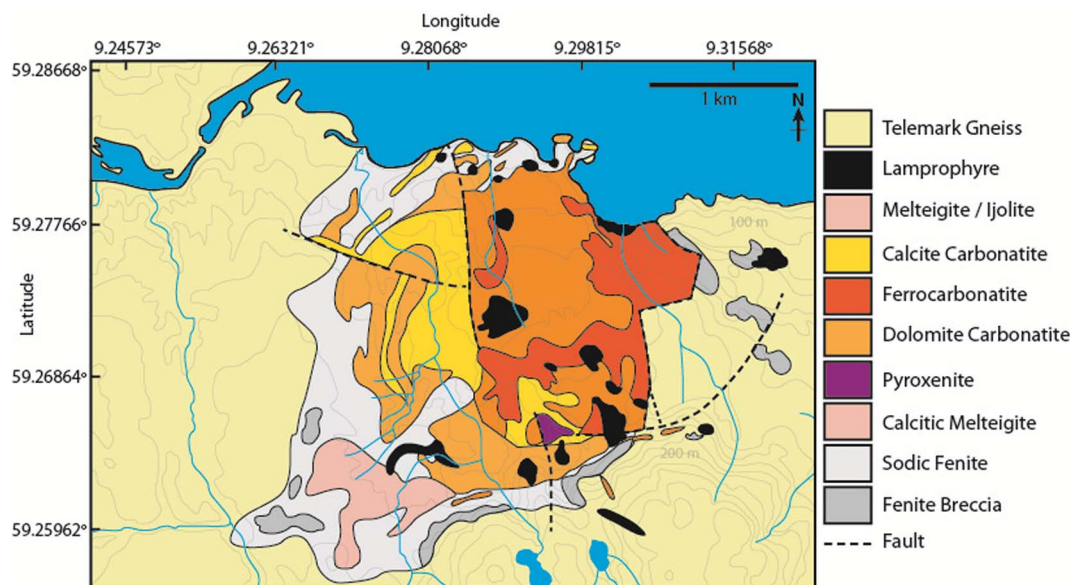 Longitude
9.24573° 9.26321° 9.28068° 9.29815° 9.31568°
59.28668°
1 km
N
59.27766°
100 m
Latitude
59.26864°
200 m
59.25962°
Telemark Gneiss
Lamprophyre
Melteigite / Ijolite
Calcite Carbonatite
Ferrocarbonatite
Dolomite Carbonatite
Pyroxenite
Calcitic Melteigite
Sodic Fenite
Fenite Breccia
Fault